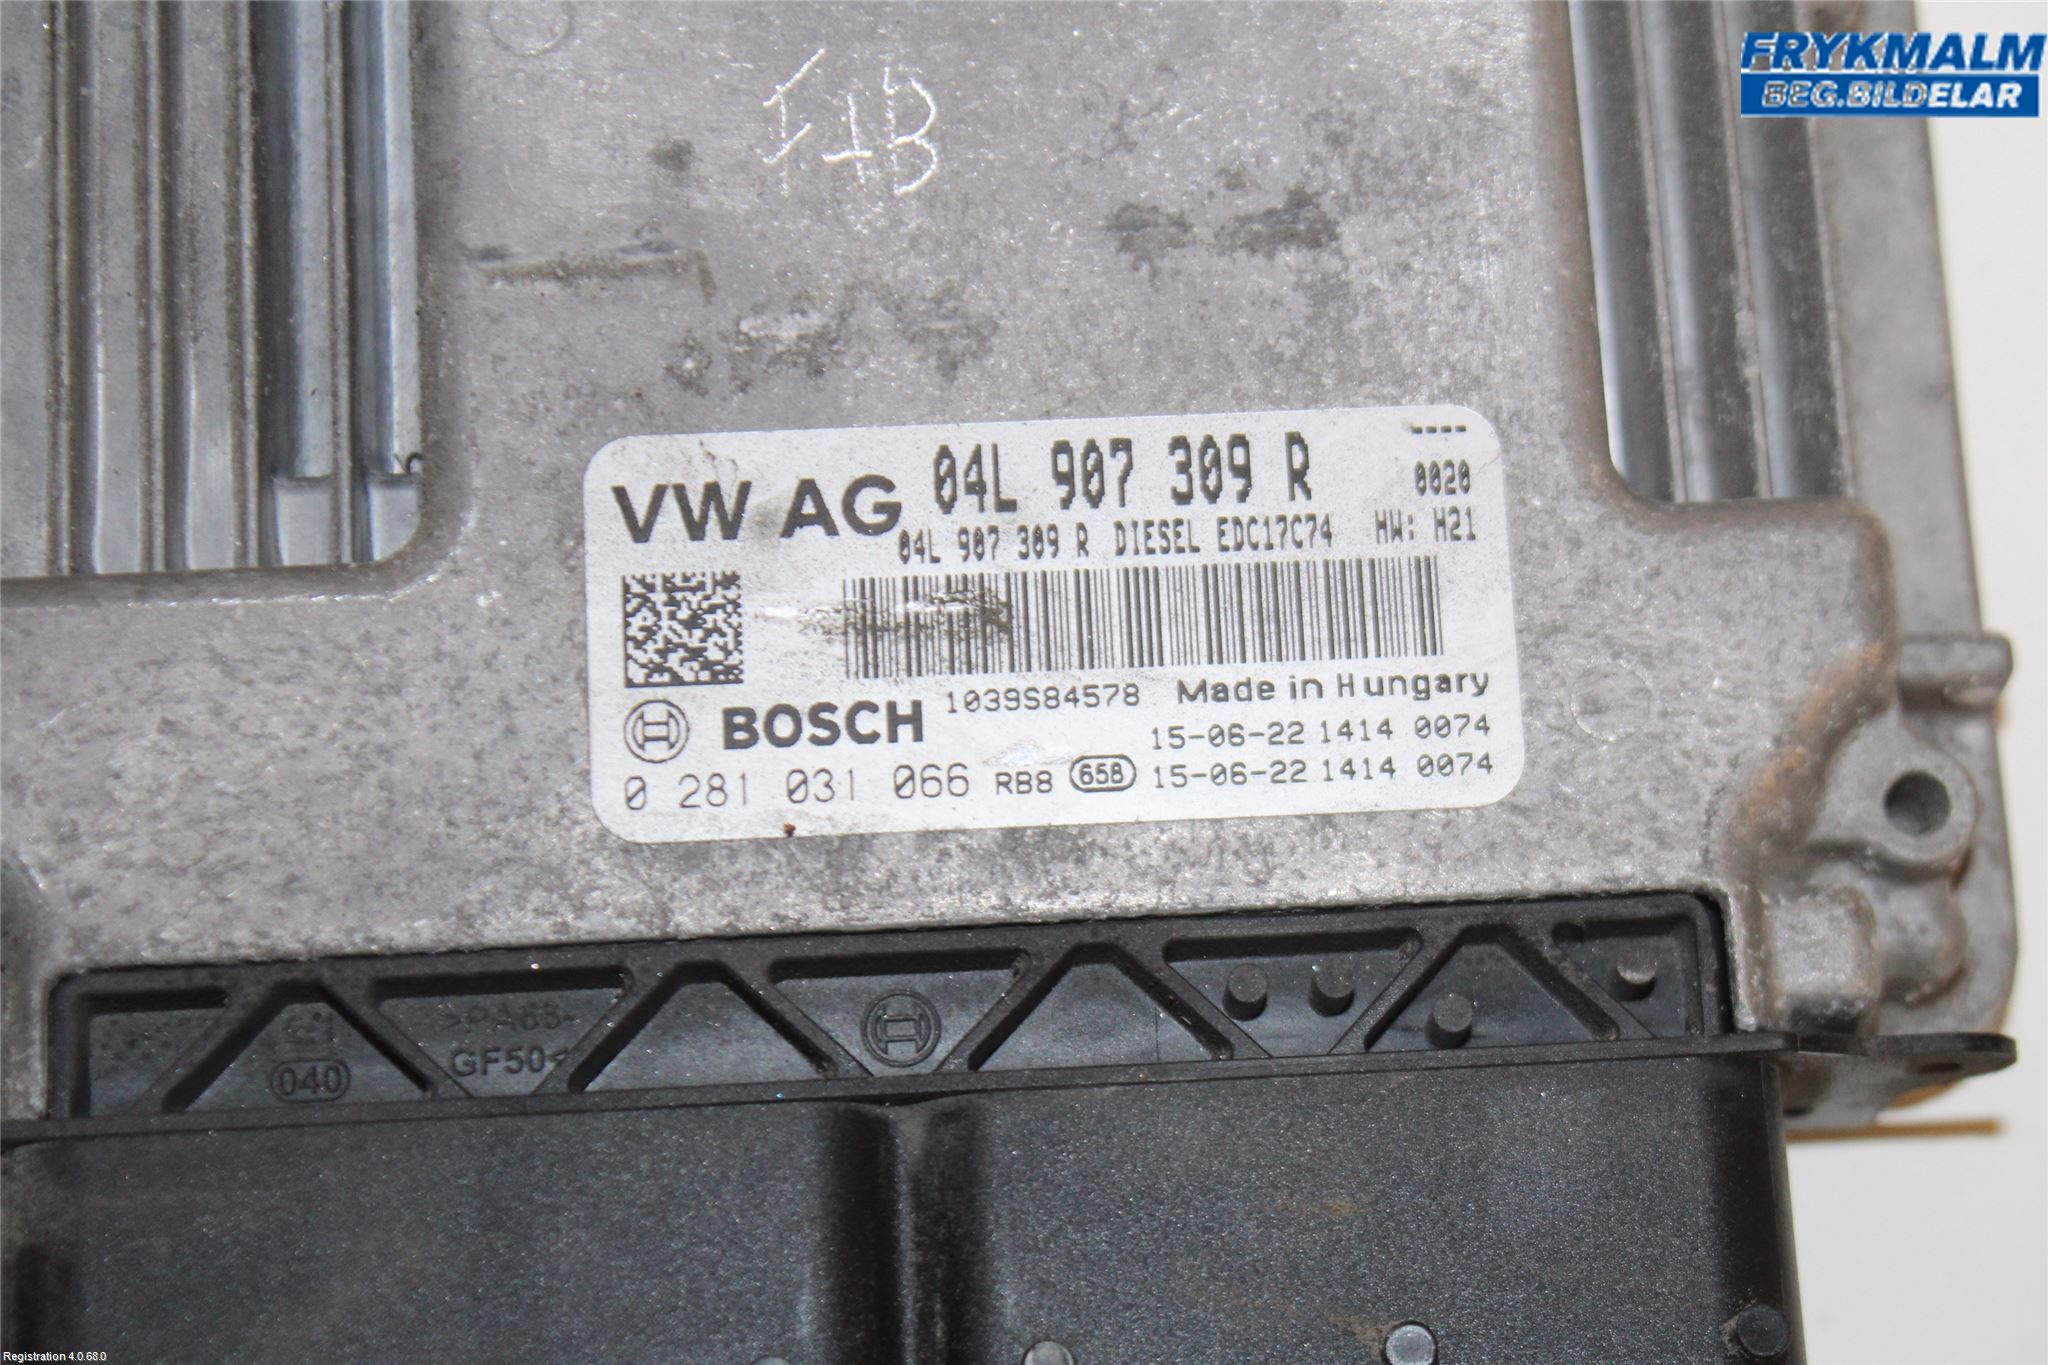 FRYKMALM
BEG.BILDELAR
VW AG 04L 907 309 R ----
0020
04L 907 309 R DIESEL EDC17C74 HW: H21
1039S84578 Made in Hungary
BOSCH 15-06-22 1414 0074
0 281 031 066 RB8 658 15-06-22 1414 0074
>PA66-
040 GF50<
Registration 4.0.68.0